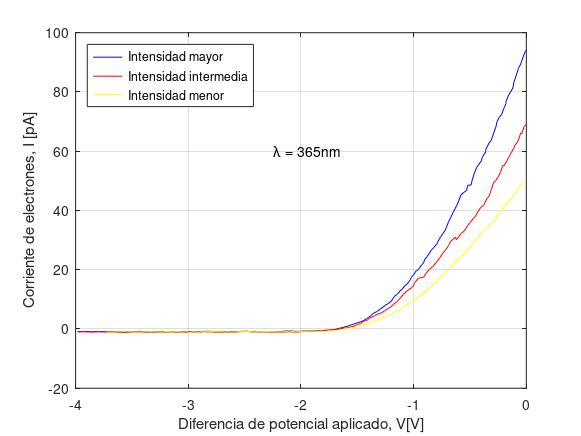 100
80
60
40
20
0
-20
Corriente de electrones, I [pA]
Intensidad mayor
Intensidad intermedia
Intensidad menor
λ = 365nm
-4
-3
-2
-1
0
Diferencia de potencial aplicado, V[V]